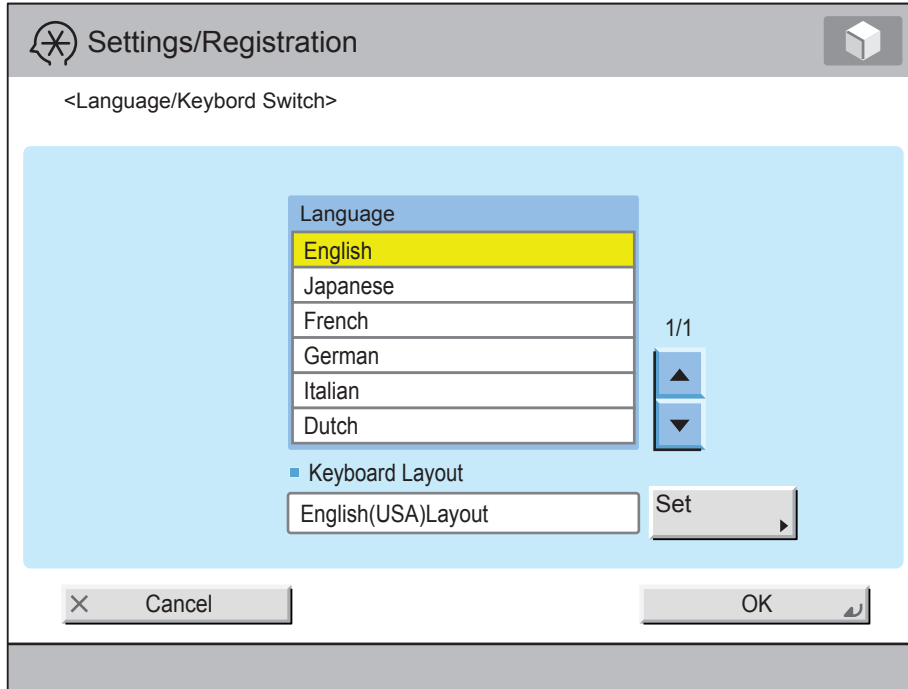 Settings/Registration
<Language/Keybord Switch>
Language
English
Japanese
French
German
Italian
Dutch
1/1
Keyboard Layout
English(USA)Layout
Set
Cancel
OK